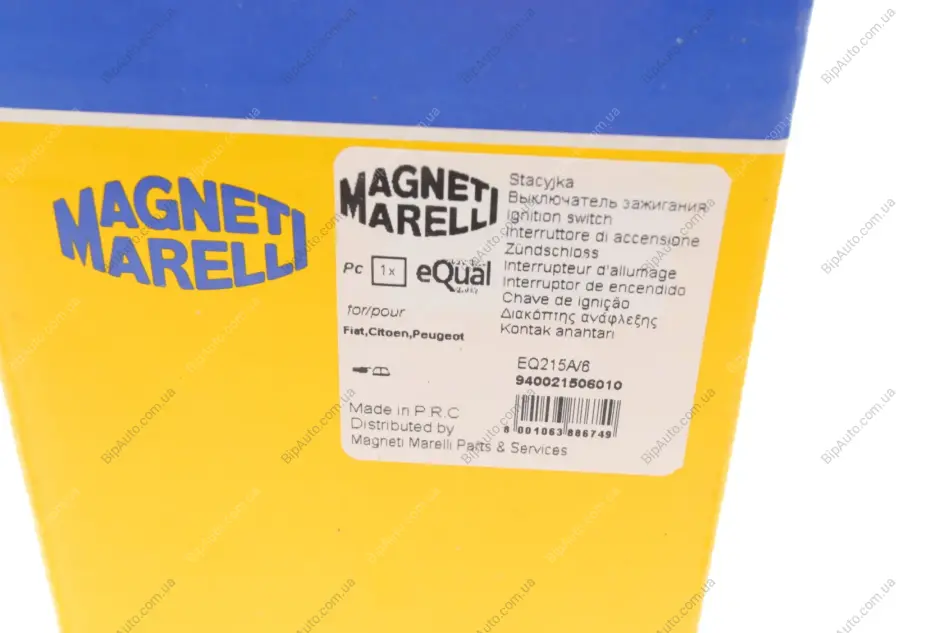 MAGNETI
MARELLI
MAGNETI
MARELLI
Pc 1x eQual
for/pour
Fiat,Citoen,Peugeot
Stacyjka
Выключатель зажигания
Ignition switch
Interruttore di accensione
Zündschloss
Interrupteur d'allumage
Interruptor de encendido
Chave de ignição
Διακόπτης ανάφλεξης
Kontak anahtarı
EQ215A/6
940021506010
8 001063 886749
Made in P.R.C
Distributed by
Magneti Marelli Parts & Services
BipAuto.com.ua